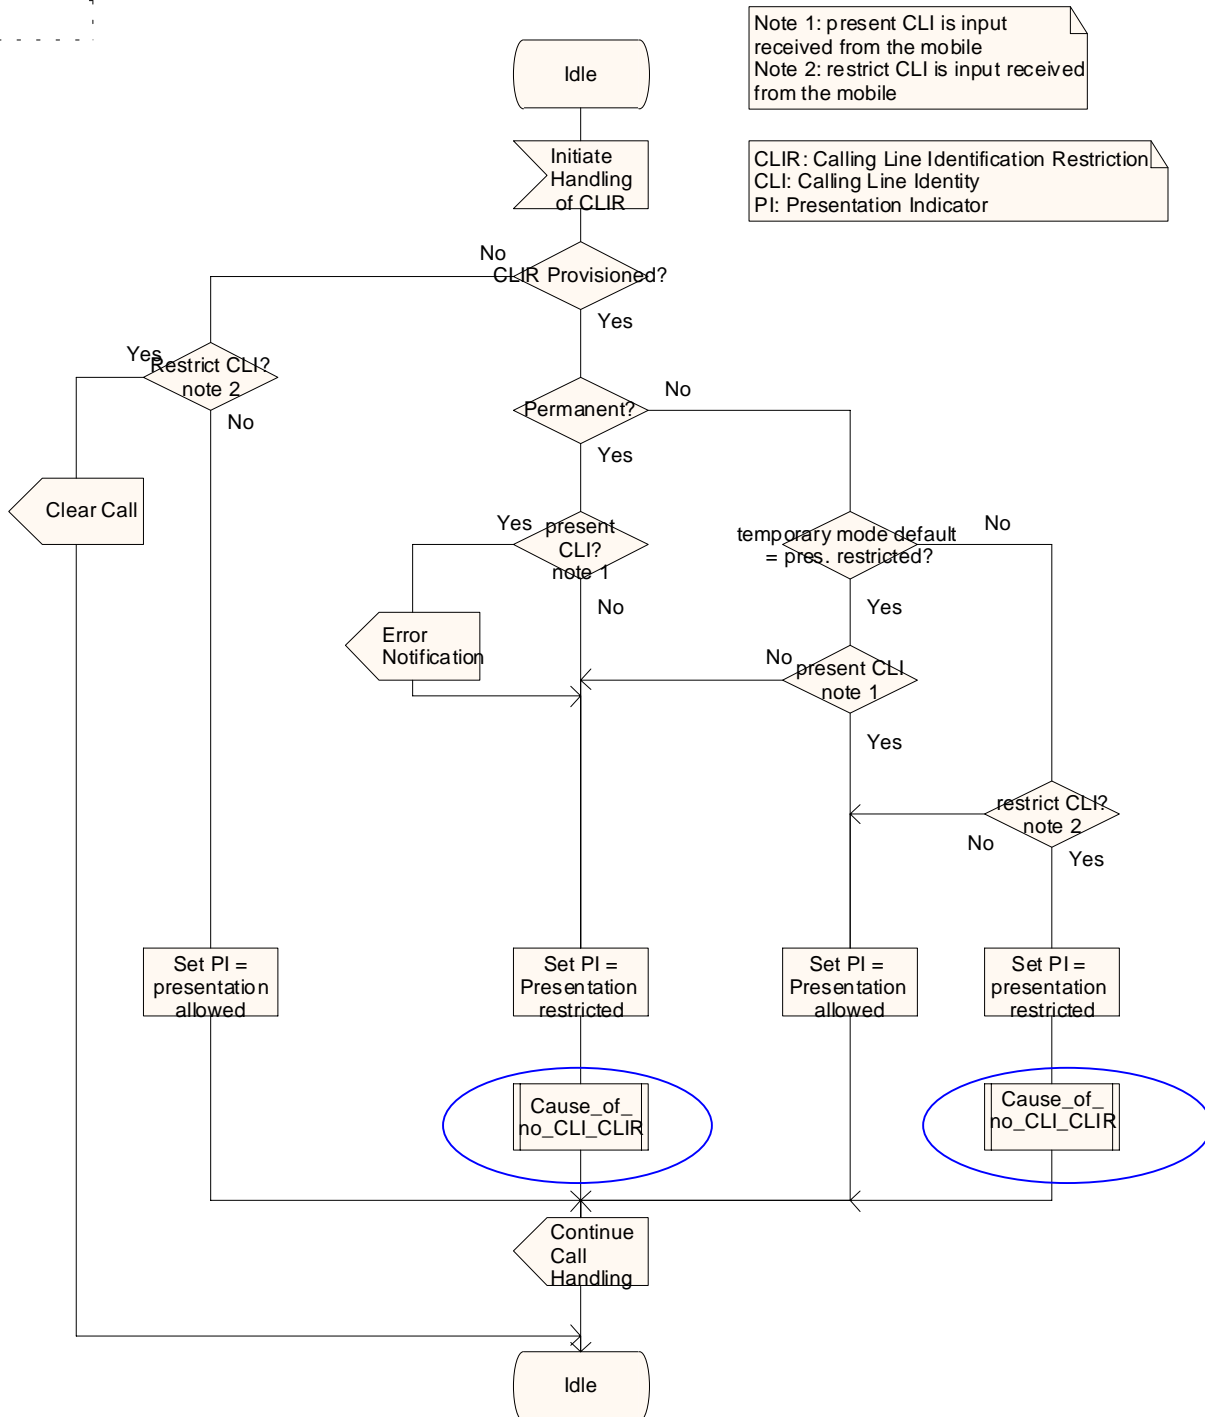 Note 1: present CLI is input
received from the mobile
Note 2: restrict CLI is input received
from the mobile
Idle
Initiate
Handling
of CLIR
CLIR: Calling Line Identification Restriction
CLI: Calling Line Identity
PI: Presentation Indicator
No
CLIR Provisioned?
Yes
Yes
Restrict CLI?
note 2
No
Permanent?
No
Yes
Clear Call
Yes
present
CLI?
note 1
No
temporary mode default
= pres. restricted?
No
Yes
Error
Notification
No
present CLI
note 1
Yes
restrict CLI?
note 2
No
Yes
Set PI =
presentation
allowed
Set PI =
Presentation
restricted
Set PI =
Presentation
allowed
Set PI =
presentation
restricted
Cause_of_
no_CLI_CLIR
Cause_of_
no_CLI_CLIR
Continue
Call
Handling
Idle